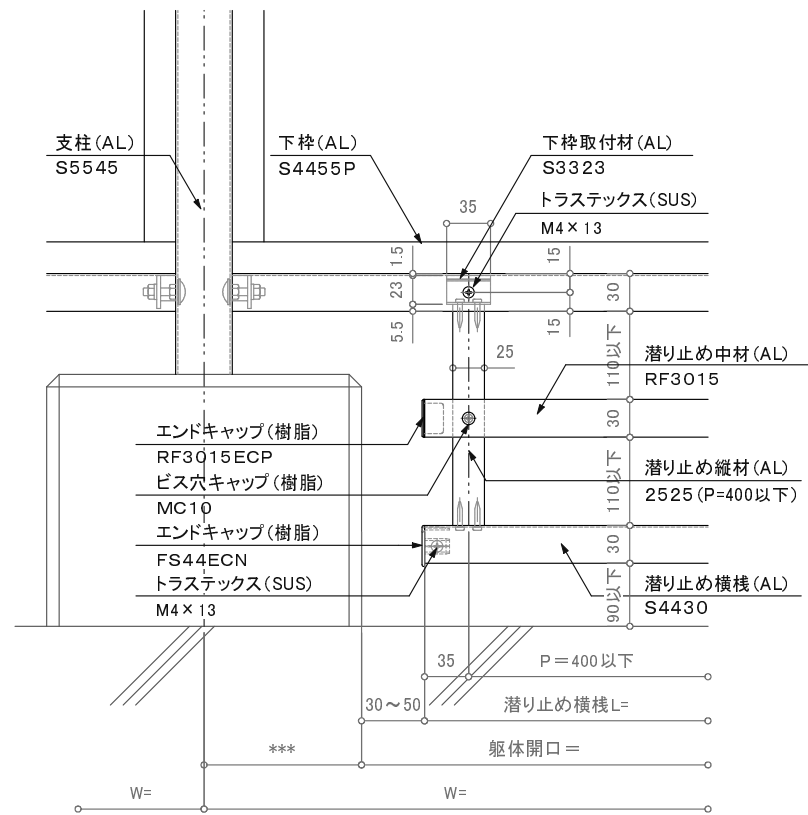 支柱(AL)
S5545
下枠(AL)
S4455P
下枠取付材(AL)
S3323
トラステックス(SUS)
M4×13
35
1.5
23
5.5
15
15
30
110以下
25
潜り止め中材(AL)
RF3015
30
エンドキャップ(樹脂)
RF3015ECP
ビス穴キャップ(樹脂)
MC10
潜り止め縦材(AL)
2525(P=400以下)
110以下
エンドキャップ(樹脂)
FS44ECN
トラステックス(SUS)
M4×13
30
潜り止め横桟(AL)
S4430
90以下
35
P=400以下
30~50
潜り止め横桟L=
***
躯体開口=
W=
W=